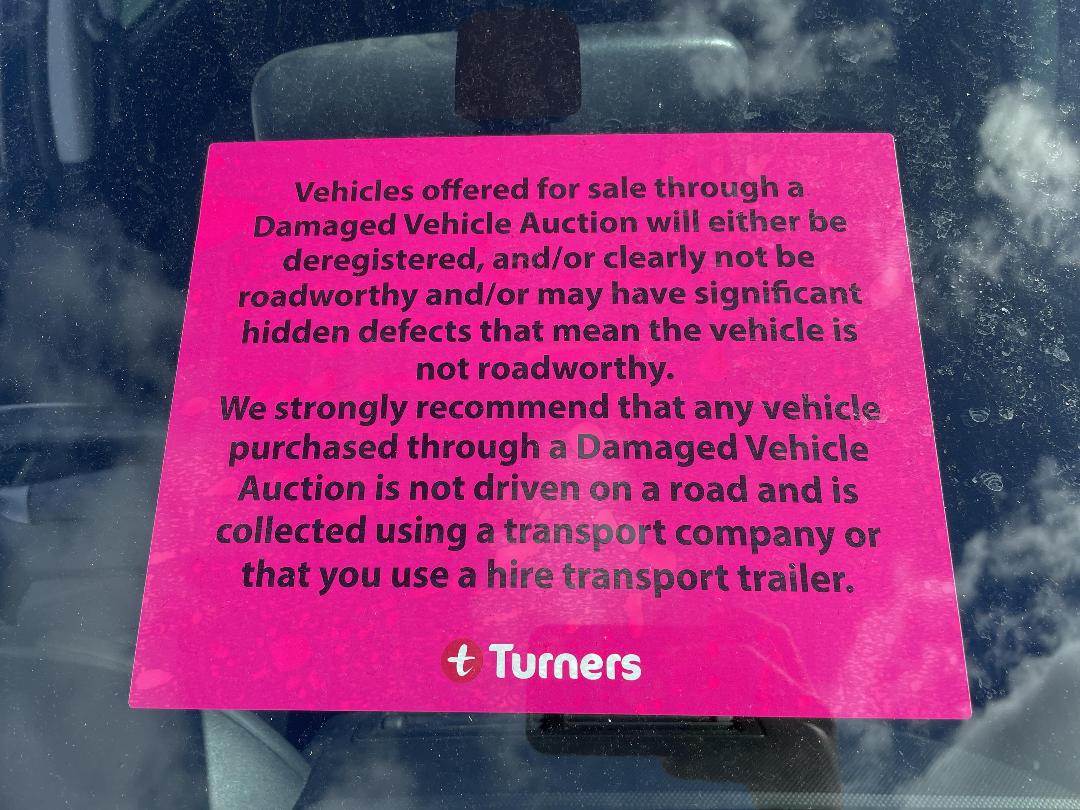 Vehicles offered for sale through a
Damaged Vehicle Auction will either be
deregistered, and/or clearly not be
roadworthy and/or may have significant
hidden defects that mean the vehicle is
not roadworthy.
We strongly recommend that any vehicle
purchased through a Damaged Vehicle
Auction is not driven on a road and is
collected using a transport company or
that you use a hire transport trailer.
t Turners